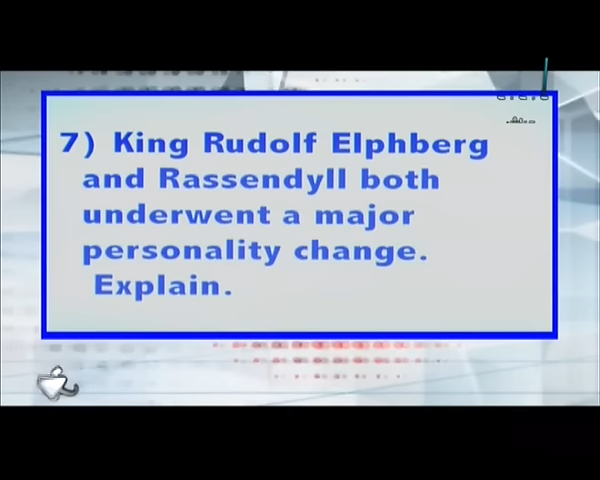 7) King Rudolf Elphberg
and Rassendyll both
underwent a major
personality change.
Explain.